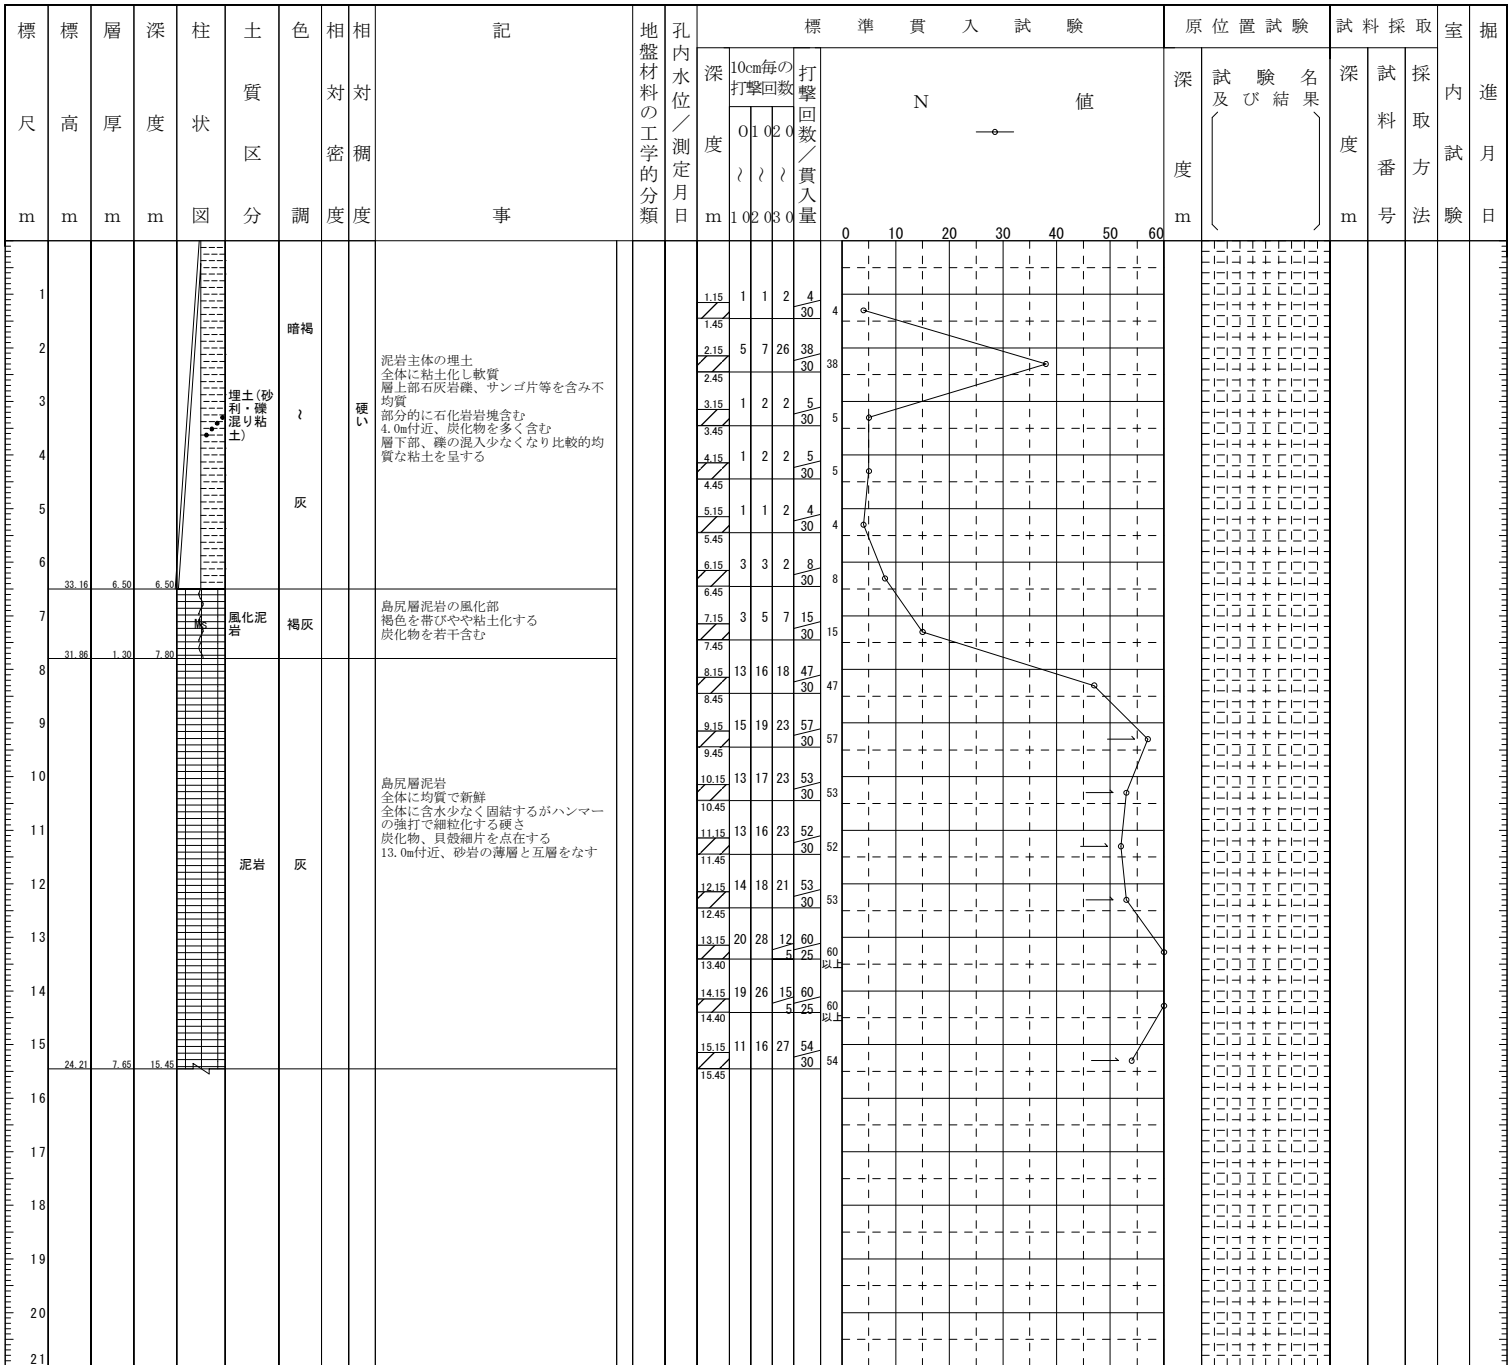 標尺m
標高m
層厚m
深度m
柱状図
土質区分
色調
相対密度
相対稠度
記事
地盤材料の工学的分類
孔内水位／測定月日
標準貫入試験
深度m
10cm毎の
打撃回数
0 10 20
～ ～ ～
10 20 30
打撃回数／貫入量
N 値
0 10 20 30 40 50 60
原位置試験
深度m
試験名
及び結果
試料採取
深度m
試料番号
採取方法
室内試験
掘進月日
1
2
3
4
5
6
7
8
9
10
11
12
13
14
15
16
17
18
19
20
21
33.16 6.50 6.50
31.86 1.30 7.80
24.21 7.65 15.45
埋土(砂
利・礫
混り粘
土)
暗褐
～
灰
硬い
泥岩主体の埋土
全体に粘土化し軟質
層上部石灰岩礫、サンゴ片等を含み不
均質
部分的に石化岩岩塊含む
4.0m付近、炭化物を多く含む
層下部、礫の混入少なくなり比較的均
質な粘土を呈する
Ms
風化泥
岩
褐灰
島尻層泥岩の風化部
褐色を帯びやや粘土化する
炭化物を若干含む
泥岩
灰
島尻層泥岩
全体に均質で新鮮
全体に含水少なく固結するがハンマー
の強打で細粒化する硬さ
炭化物、貝殻細片を点在する
13.0m付近、砂岩の薄層と互層をなす
1.15 1 1 2 4
30 4
1.45
2.15 5 7 26 38
30 38
2.45
3.15 1 2 2 5
30 5
3.45
4.15 1 2 2 5
30 5
4.45
5.15 1 1 2 4
30 4
5.45
6.15 3 3 2 8
30 8
6.45
7.15 3 5 7 15
30 15
7.45
8.15 13 16 18 47
30 47
8.45
9.15 15 19 23 57
30 57
9.45
10.15 13 17 23 53
30 53
10.45
11.15 13 16 23 52
30 52
11.45
12.15 14 18 21 53
30 53
12.45
13.15 20 28 12 60
5 25 60
13.40 以上
14.15 19 26 15 60
5 25 60
14.40 以上
15.15 11 16 27 54
30 54
15.45